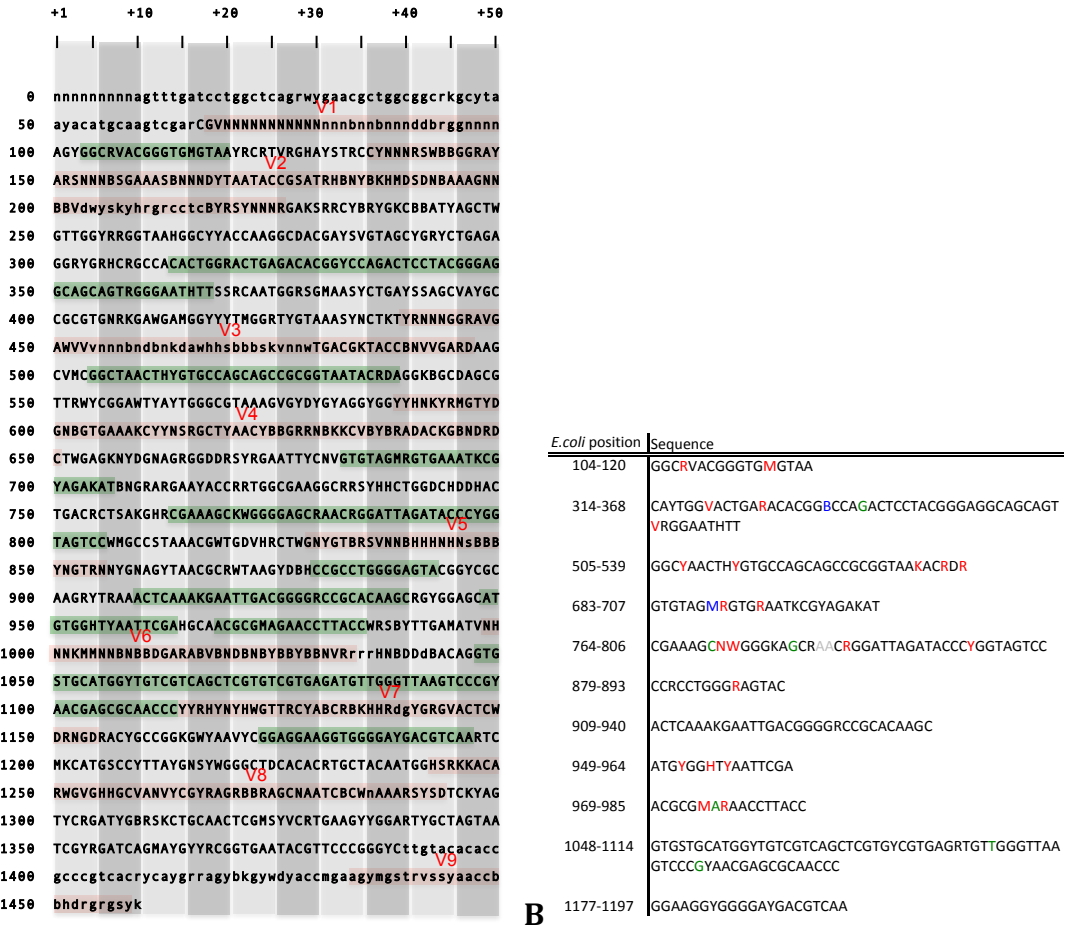 +1 +10 +20 +30 +40 +50
0 nnnnnnnnnagtttgatcctggctcagrwygaacgctggcggcrkgcyta
V1
50 ayacatgcaagtcgarCGVNNNNNNNNNNNnnnbnnbnnnddbrggnnnn
100 AGYGGCRVACGGGTGMGTAAYRCRTVRGHAYSTRCCYNNNRSWBBGGRAY
V2
150 ARSNNNBSGAAASBNNNDYTAATACCGSATRHBNYBKHMDSDNBAAAGNN
200 BBVdwyskyhrgrcctcBYRSYNNNRGAKSRRCYBRYGKCBBATYAGCTW
250 GTTGGYRRGGTAAHGGCYYACCAAGGCDACGAYSVGTAGCYGRYCTGAGA
300 GGRYGRHCRGCCACACTGGRACTGAGACACGGYCCAGACTCCTACGGGAG
350 GCAGCAGTRGGGAATHTTSSRCAATGGRSGMAASYCTGAYSSAGCVAYGC
400 CGCGTGNRKGAWGAMGGYYYTMGGRTYGTAAASYNCTKTYRNNNGGRAVG
V3
450 AWVVvnnnbndbnkdawhhsbbbskvnnwTGACGKTACCBNVVGARDAAG
500 CVMCGGCTAACTHYGTGCCAGCAGCCGCGGTAATACRDAGGKBGCDAGCG
550 TTRWYCGGAWTYAYTGGGCGTAAAGVGYDYGYAGGYGGYYHNKYRMGTYD
V4
600 GNBGTGAAAKCYYNSRGCTYAACYBBGRRNBKKCVBYBRADACKGBNDRD
650 CTWGAGKNYDGNAGRGGDDRSYRGAATTYCNVGTGTAGMRGTGAAATKCG
700 YAGAKATBNGRARGAAYACCRRTGGCGAAGGCRRSYHHCTGGDCHDDHAC
750 TGACRCTSAKGHRCGAAAGCKWGGGGAGCRAACRGGATTAGATACCCYGG
V5
800 TAGTCCWMGCCSTAAACGWTGDVHRCTWGNYGTBRSVNNBHHHNHNsBBB
850 YNGTRNNYGNAGYTAACGCRWTAAGYDBHCCGCCTGGGGAGTACGGYCGC
900 AAGRYTRAAACTCAAAKGAATTGACGGGGRCCGCACAAGCRGYGGAGCAT
950 GTGGHTYAATTCGAHGCAACGCGMAGAACCTTACCWRSBYTTGAMATVNH
V6
1000 NNKMMNNBNBBDGARABVBNDBNBYBBYBBNVRrrrHNBDDdBACAGGTG
1050 STGCATGGYTGTCGTCAGCTCGTGTCGTGAGATGTTGGGTTAAGTCCCGY
V7
1100 AACGAGCGCAACCCYYRHYNYHWGTTRCYABCRBKHHRdgYGRGVACTCW
1150 DRNGDRACYGCCGGKGWYAAVYCGGAGGAAGGTGGGGAYGACGTCAARTC
1200 MKCATGSCCYTTAYGNSYWGGGCTDCACACRTGCTACAATGGHSRKKACA
V8
1250 RWGVGHHGCVANVYCGYRAGRBBRAGCNAATCBCWnAAARSYSDTCKYAG
1300 TYCRGATYGBRSKCTGCAACTCGMSYVCRTGAAGYYGGARTYGCTAGTAA
1350 TCGYRGATCAGMAYGYYRCGGTGAATACGTTCCCGGGYCttgtacacacc
V9
1400 gcccgtcacrycaygrragybkgywdyaccmgaagygmgstrvssyaaccb
1450 bhdrgrgsyk
B
E.coli position Sequence
104-120 GGCRVACGGGTGMGTAA
314-368 CAYTGGVACTGARACACGGBCCAGACTCCTACGGGAGGCAGCAGT
VRGGAATHTT
505-539 GGCYAACTHYGTGCCAGCAGCCGCGGTAAKACRDR
683-707 GTGTAGMRGTGRAATKCGYAGAKAT
764-806 CGAAAGCNWGGGKAGCRAACRGGATTAGATACCCYGGTAGTCC
879-893 CCRCCTGGGRAGTAC
909-940 ACTCAAAKGAATTGACGGGGRCCGCACAAGC
949-964 ATGYGGHTYAATTCGA
969-985 ACGCGMARAACCTTACC
1048-1114 GTGSTGCATGGYTGTCGTCAGCTCGTGYCGTGAGRTGTTGGGTTAA
GTCCCGYAACGAGCGCAACCC
1177-1197 GGAAGGYGGGGAYGACGTCAA